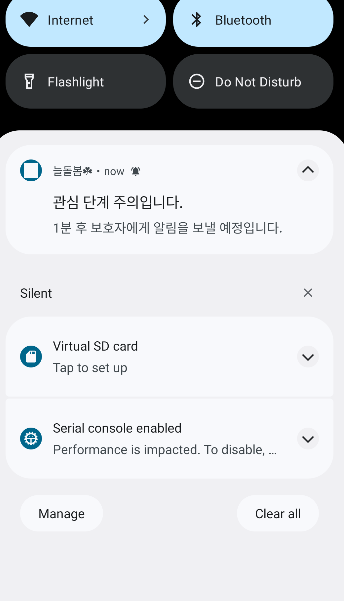 Internet
Bluetooth
Flashlight
Do Not Disturb
늘돌봄☘️ • now
관심 단계 주의입니다.
1분 후 보호자에게 알림을 보낼 예정입니다.
Silent
Virtual SD card
Tap to set up
Serial console enabled
Performance is impacted. To disable, ...
Manage
Clear all